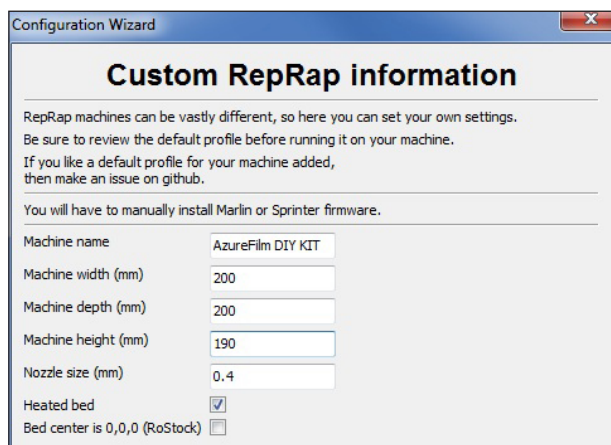 Configuration Wizard
Custom RepRap information
RepRap machines can be vastly different, so here you can set your own settings.
Be sure to review the default profile before running it on your machine.
If you like a default profile for your machine added,
then make an issue on github.
You will have to manually install Marlin or Sprinter firmware.
Machine name AzureFilm DIY KIT
Machine width (mm) 200
Machine depth (mm) 200
Machine height (mm) 190
Nozzle size (mm) 0.4
Heated bed
Bed center is 0,0,0 (RoStock)